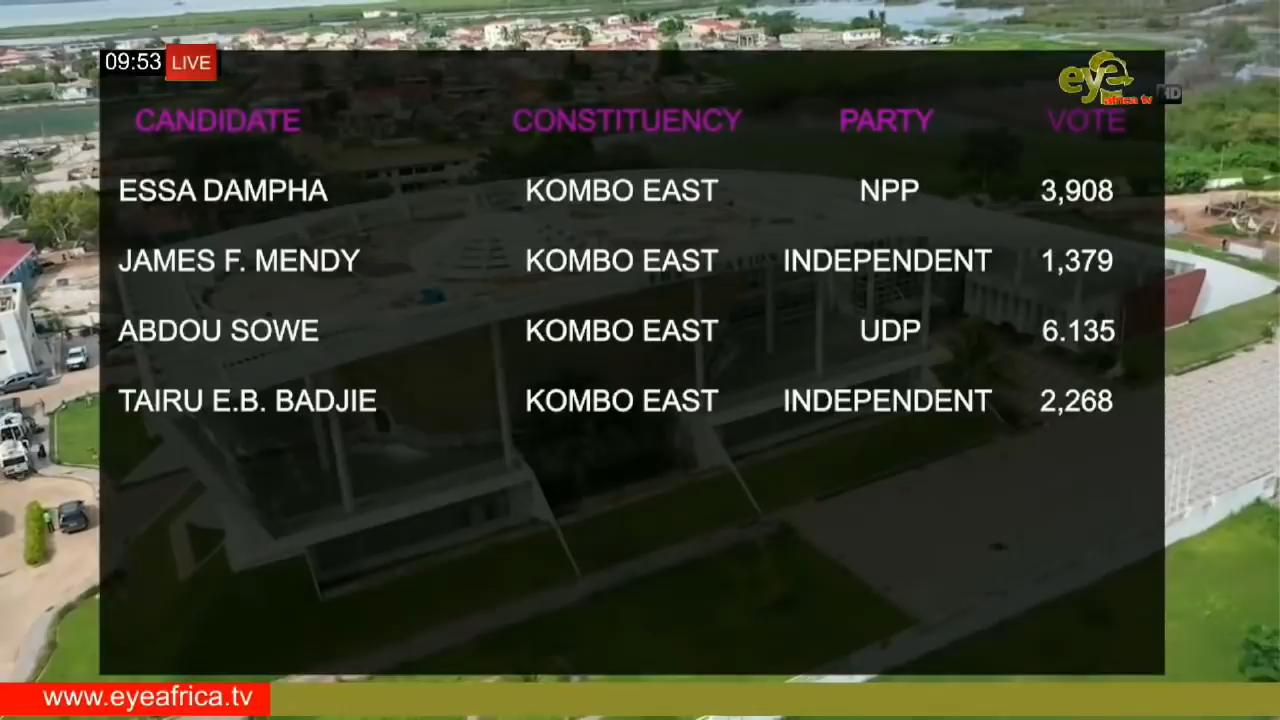 09:53 LIVE
eye africa tv HD
CANDIDATE CONSTITUENCY PARTY VOTE
ESSA DAMPHA KOMBO EAST NPP 3,908
JAMES F. MENDY KOMBO EAST INDEPENDENT 1,379
ABDOU SOWE KOMBO EAST UDP 6.135
TAIRU E.B. BADJIE KOMBO EAST INDEPENDENT 2,268
www.eyeafrica.tv